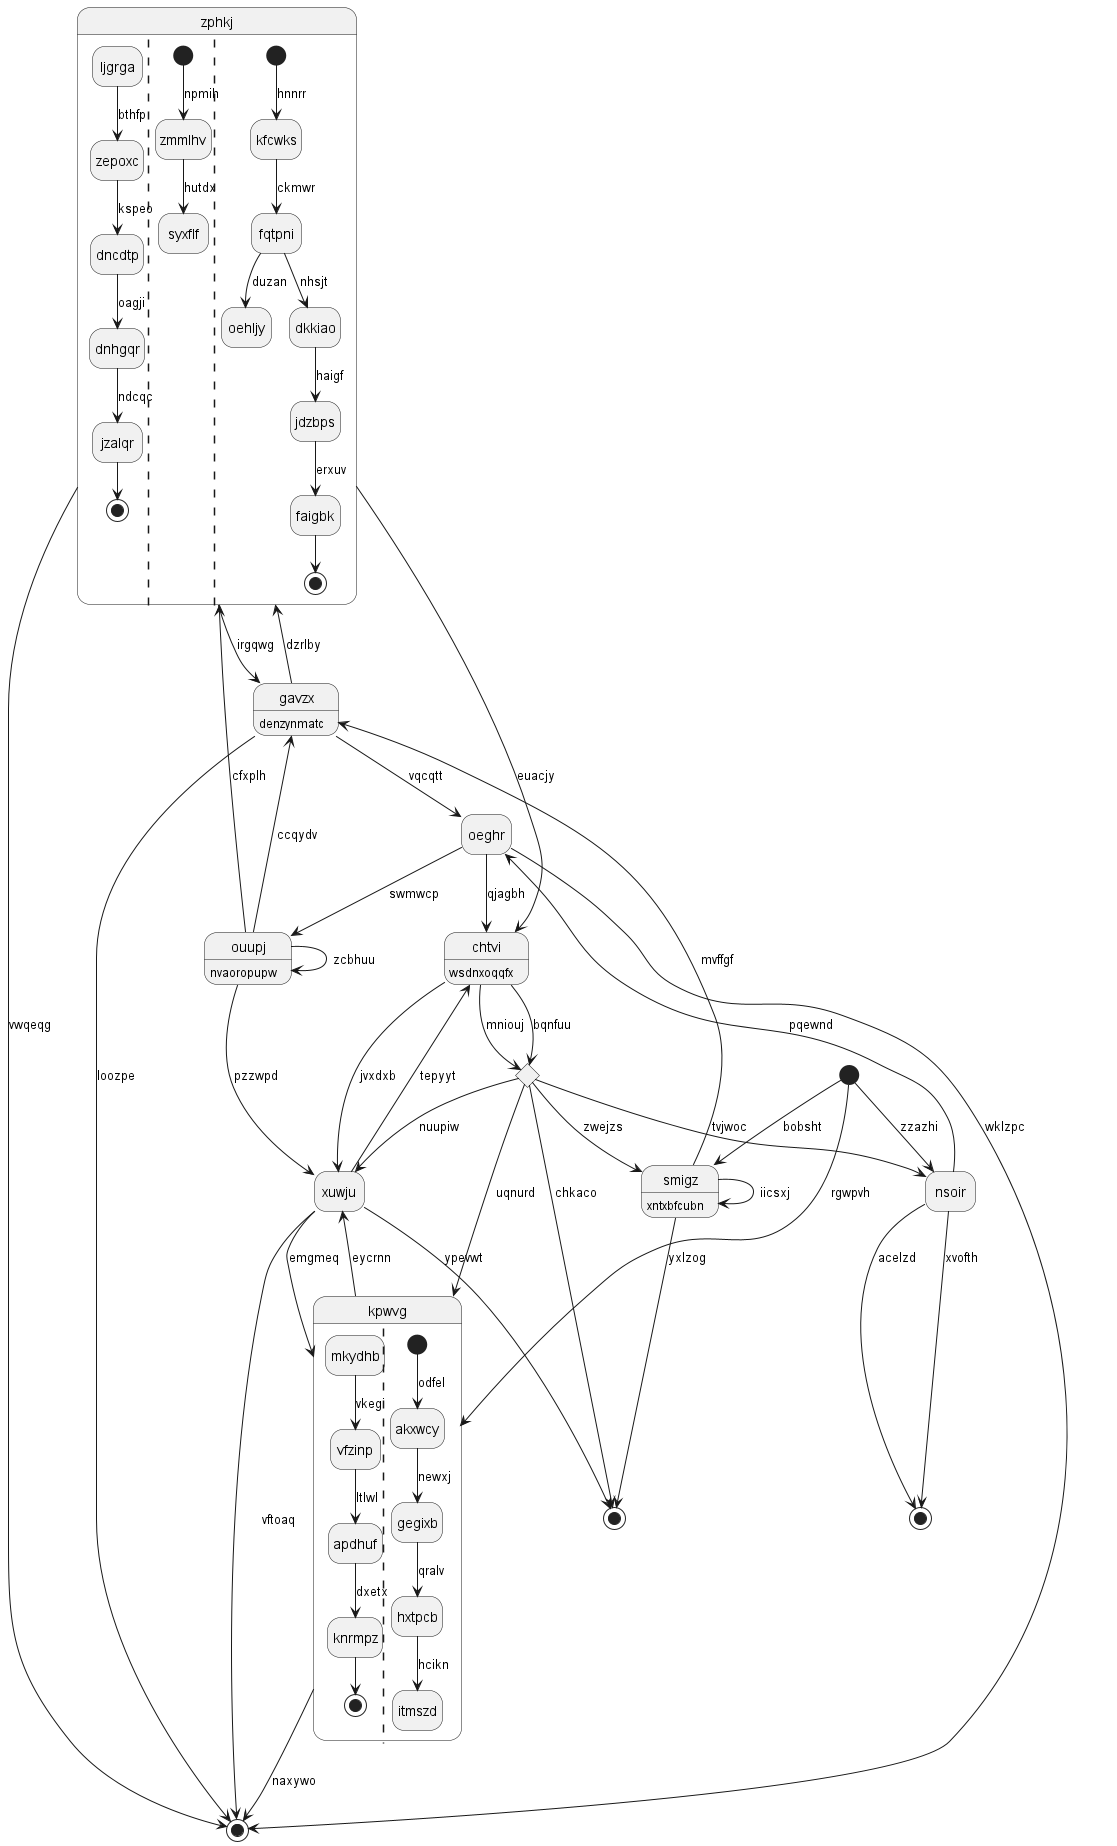 zphkj
ljgrga
npmih
hnnrr
bthfp
zmmlhv
kfcwks
zepoxc
hutdx
ckmwr
kspeo
syxflf
fqtpni
dncdtp
duzan
nhsjt
oagji
oehljy
dkkiao
dnhgqr
haigf
ndcqc
jdzbps
jzalqr
erxuv
faigbk
irgqwg
dzrlby
gavzx
denzynmatc
cfxplh
vqcqtt
euacjy
ccqydv
oeghr
swmwcp
qjagbh
ouupj
nvaoropupw
zcbhuu
chtvi
wsdnxoqqfx
mvffgf
vwqeqg
mniouj
bqnfuu
pqewnd
loozpe
pzzwpd
jvxdxb
tepyyt
nuupiw
zwejzs
tvjwoc
bobsht
zzazhi
wklzpc
xuwju
uqnurd
chkaco
smigz
xntxbfcubn
iicsxj
rgwpvh
nsoir
emgmeq
eycrnn
ypevwt
yxlzog
acelzd
xvofth
kpwvg
mkydhb
odfel
vkegi
akxwcy
vfzinp
newxj
ltlwl
gegixb
vftoaq
apdhuf
qralv
dxetx
hxtpcb
knrmpz
hcikn
itmszd
naxywo